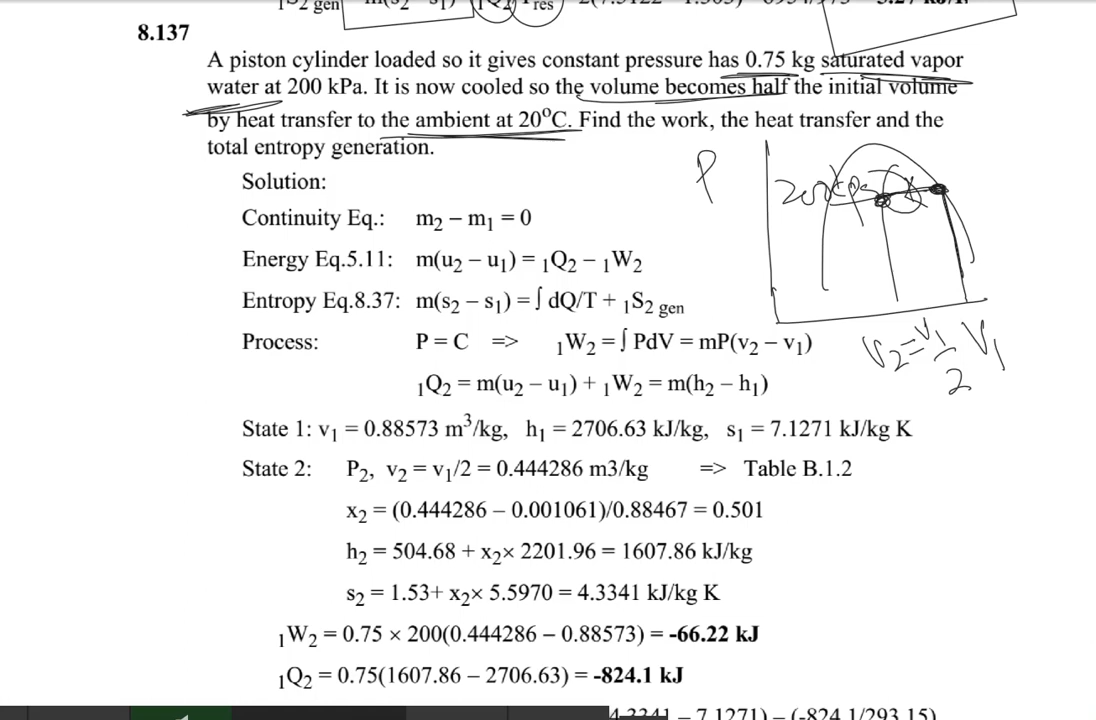 8.137
A piston cylinder loaded so it gives constant pressure has 0.75 kg saturated vapor
water at 200 kPa. It is now cooled so the volume becomes half the initial volume
by heat transfer to the ambient at 20°C. Find the work, the heat transfer and the
total entropy generation.
Solution:
Continuity Eq.: m₂ − m₁ = 0
Energy Eq.5.11: m(u₂ − u₁) = ₁Q₂ − ₁W₂
Entropy Eq.8.37: m(s₂ − s₁) = ∫ dQ/T + ₁S₂ gen
Process: P = C => ₁W₂ = ∫ PdV = mP(v₂ − v₁)
₁Q₂ = m(u₂ − u₁) + ₁W₂ = m(h₂ − h₁)
State 1: v₁ = 0.88573 m³/kg, h₁ = 2706.63 kJ/kg, s₁ = 7.1271 kJ/kg K
State 2: P₂, v₂ = v₁/2 = 0.444286 m3/kg => Table B.1.2
x₂ = (0.444286 − 0.001061)/0.88467 = 0.501
h₂ = 504.68 + x₂× 2201.96 = 1607.86 kJ/kg
s₂ = 1.53+ x₂× 5.5970 = 4.3341 kJ/kg K
₁W₂ = 0.75 × 200(0.444286 − 0.88573) = -66.22 kJ
₁Q₂ = 0.75(1607.86 − 2706.63) = -824.1 kJ
− 7.1271) − (-824.1/293.15)
P
V₂=V₁/2 V₁